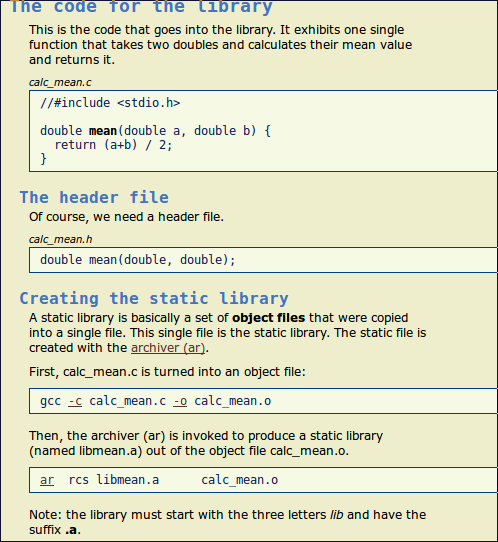 The code for the library
This is the code that goes into the library. It exhibits one single
function that takes two doubles and calculates their mean value
and returns it.
calc_mean.c
//#include <stdio.h>
double mean(double a, double b) {
return (a+b) / 2;
}
The header file
Of course, we need a header file.
calc_mean.h
double mean(double, double);
Creating the static library
A static library is basically a set of object files that were copied
into a single file. This single file is the static library. The static file is
created with the archiver (ar).
First, calc_mean.c is turned into an object file:
gcc -c calc_mean.c -o calc_mean.o
Then, the archiver (ar) is invoked to produce a static library
(named libmean.a) out of the object file calc_mean.o.
ar  rcs libmean.a      calc_mean.o
Note: the library must start with the three letters lib and have the
suffix .a.